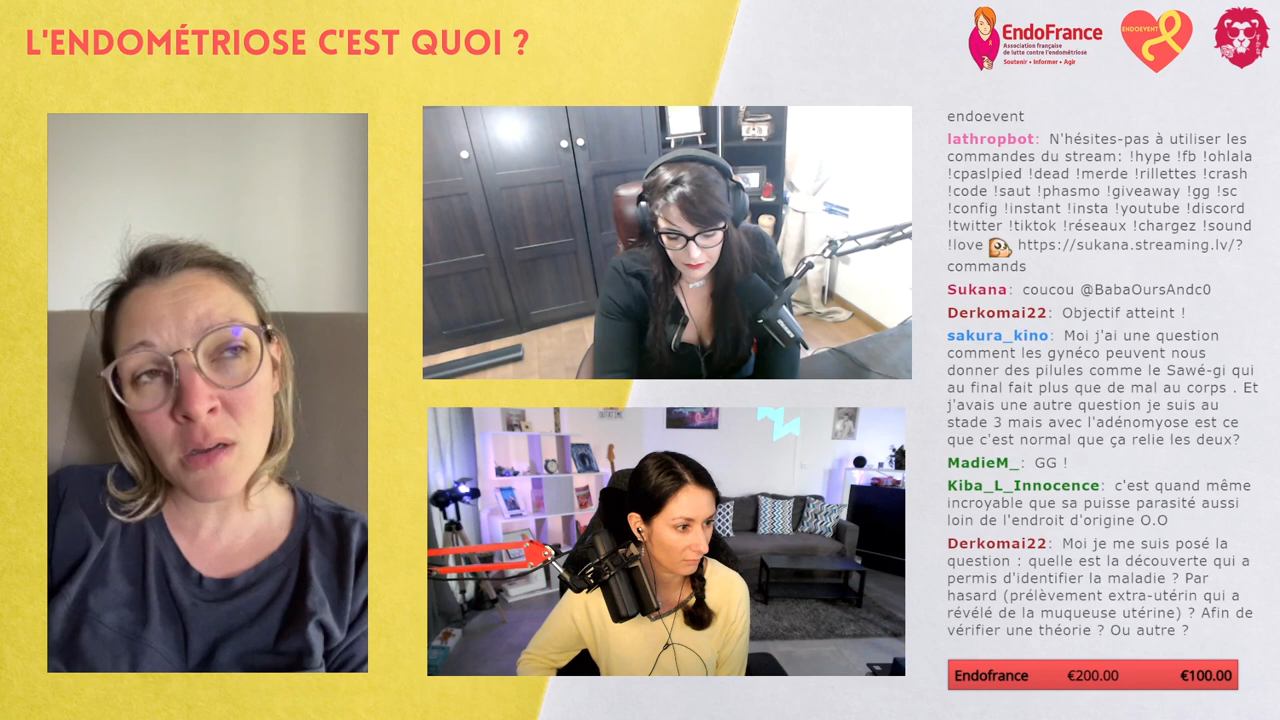 L'ENDOMÉTRIOSE C'EST QUOI ?
EndoFrance
Association française
de lutte contre l'endométriose
Soutenir • Informer • Agir
ENDOEVENT
OUTATIME
endoevent
lathropbot: N'hésites-pas à utiliser les
commandes du stream: !hype !fb !ohlala
!cpaslpied !dead !merde !rillettes !crash
!code !saut !phasmo !giveaway !gg !sc
!config !instant !insta !youtube !discord
!twitter !tiktok !réseaux !chargez !sound
!love https://sukana.streaming.lv/?
commands
Sukana: coucou @BabaOursAndc0
Derkomai22: Objectif atteint !
sakura_kino: Moi j'ai une question
comment les gynéco peuvent nous
donner des pilules comme le Sawé-gi qui
au final fait plus que de mal au corps . Et
j'avais une autre question je suis au
stade 3 mais avec l'adénomyose est ce
que c'est normal que ça relie les deux?
MadieM_: GG !
Kiba_L_Innocence: c'est quand même
incroyable que sa puise parasité aussi
loin de l'endroit d'origine O.O
Derkomai22: Moi je me suis posé la
question : quelle est la découverte qui a
permis d'identifier la maladie ? Par
hasard (prélèvement extra-utérin qui a
révélé de la muqueuse utérine) ? Afin de
vérifier une théorie ? Ou autre ?
Endofrance €200.00 €100.00